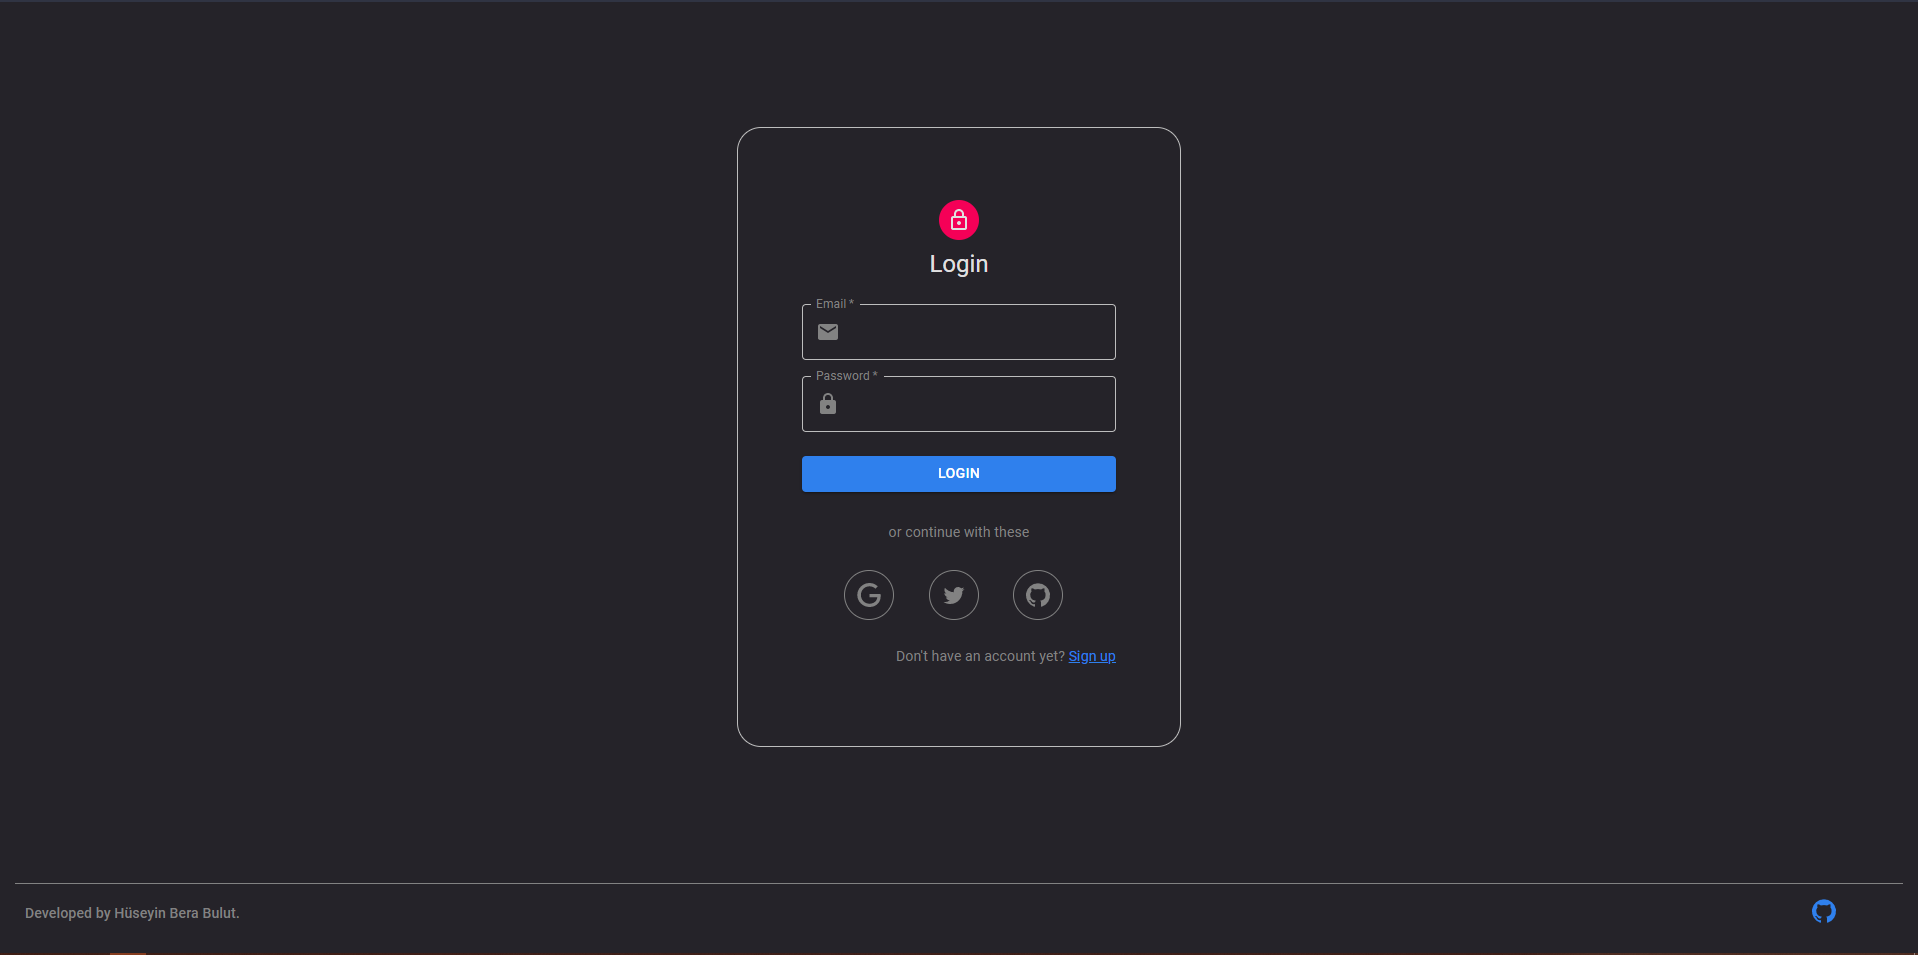 Login
Email *
Password *
LOGIN
or continue with these
Don't have an account yet? Sign up
Developed by Hüseyin Bera Bulut.